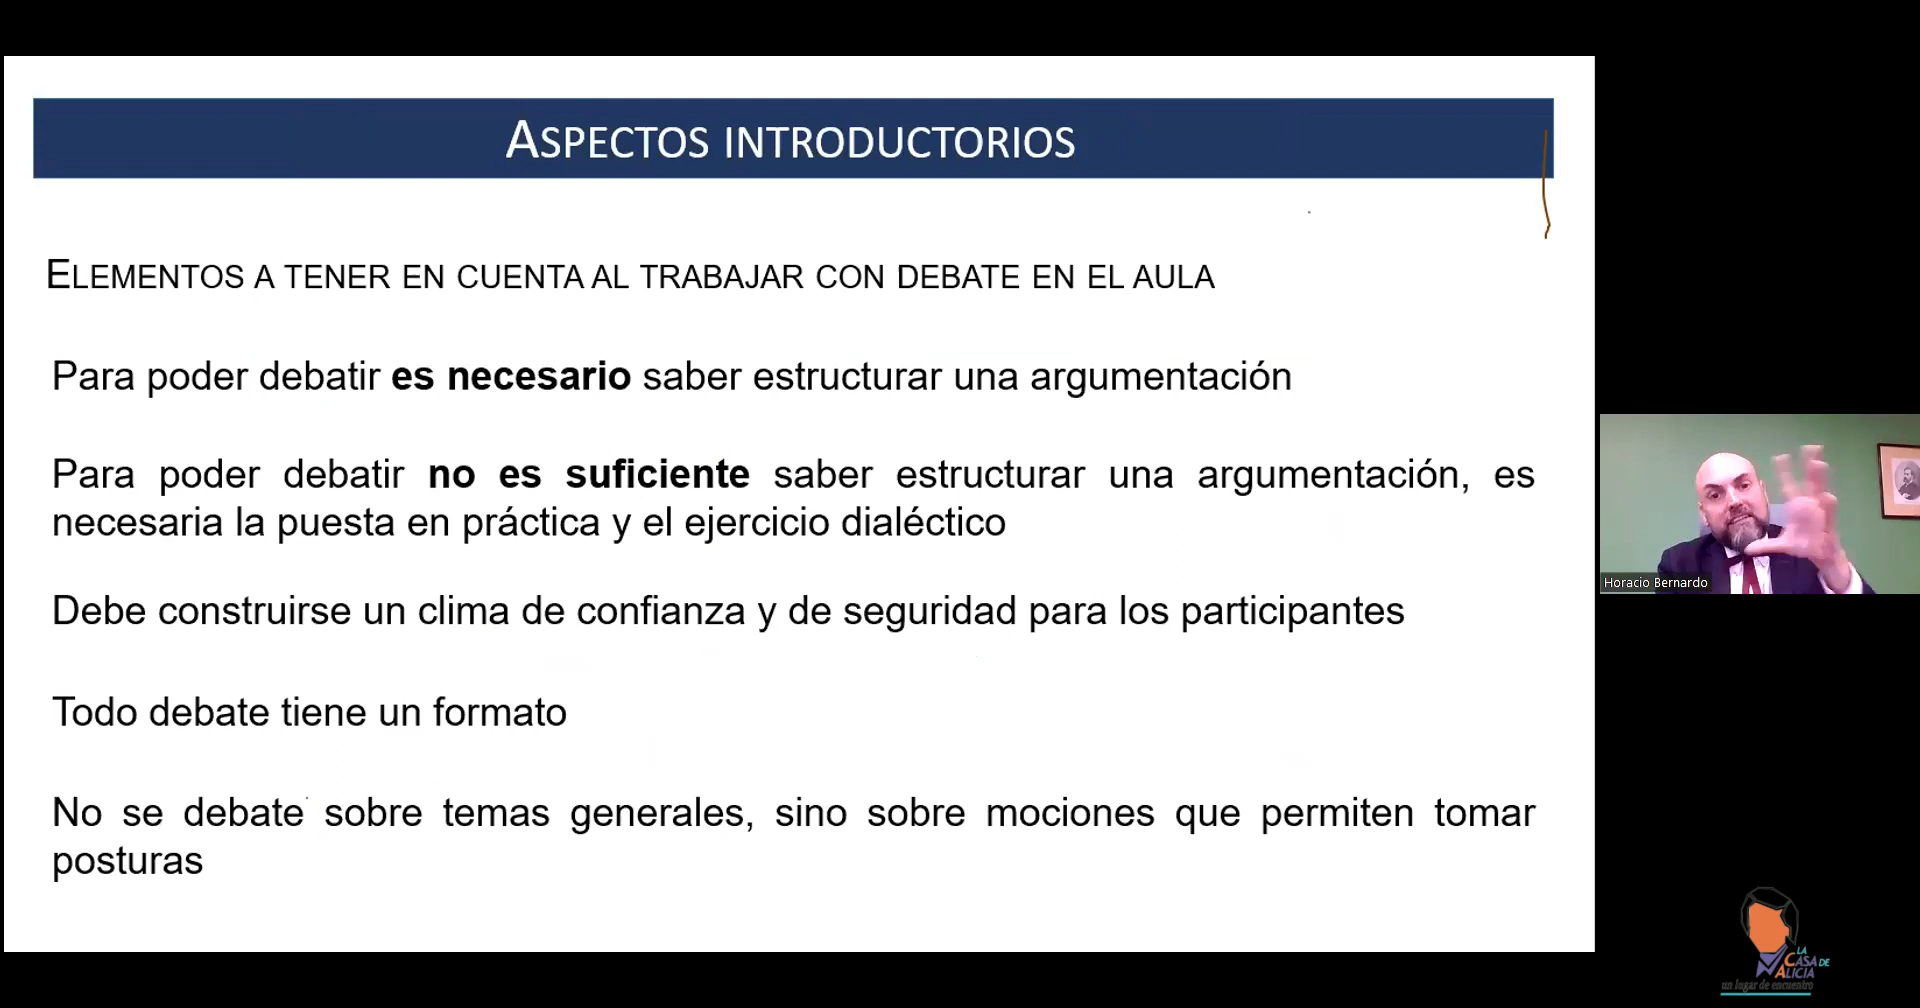 ASPECTOS INTRODUCTORIOS
ELEMENTOS A TENER EN CUENTA AL TRABAJAR CON DEBATE EN EL AULA
Para poder debatir es necesario saber estructurar una argumentación
Para poder debatir no es suficiente saber estructurar una argumentación, es
necesaria la puesta en práctica y el ejercicio dialéctico
Debe construirse un clima de confianza y de seguridad para los participantes
Todo debate tiene un formato
No se debate sobre temas generales, sino sobre mociones que permiten tomar
posturas
Horacio Bernardo
LA
CASA DE
ALICIA
un lugar de encuentro